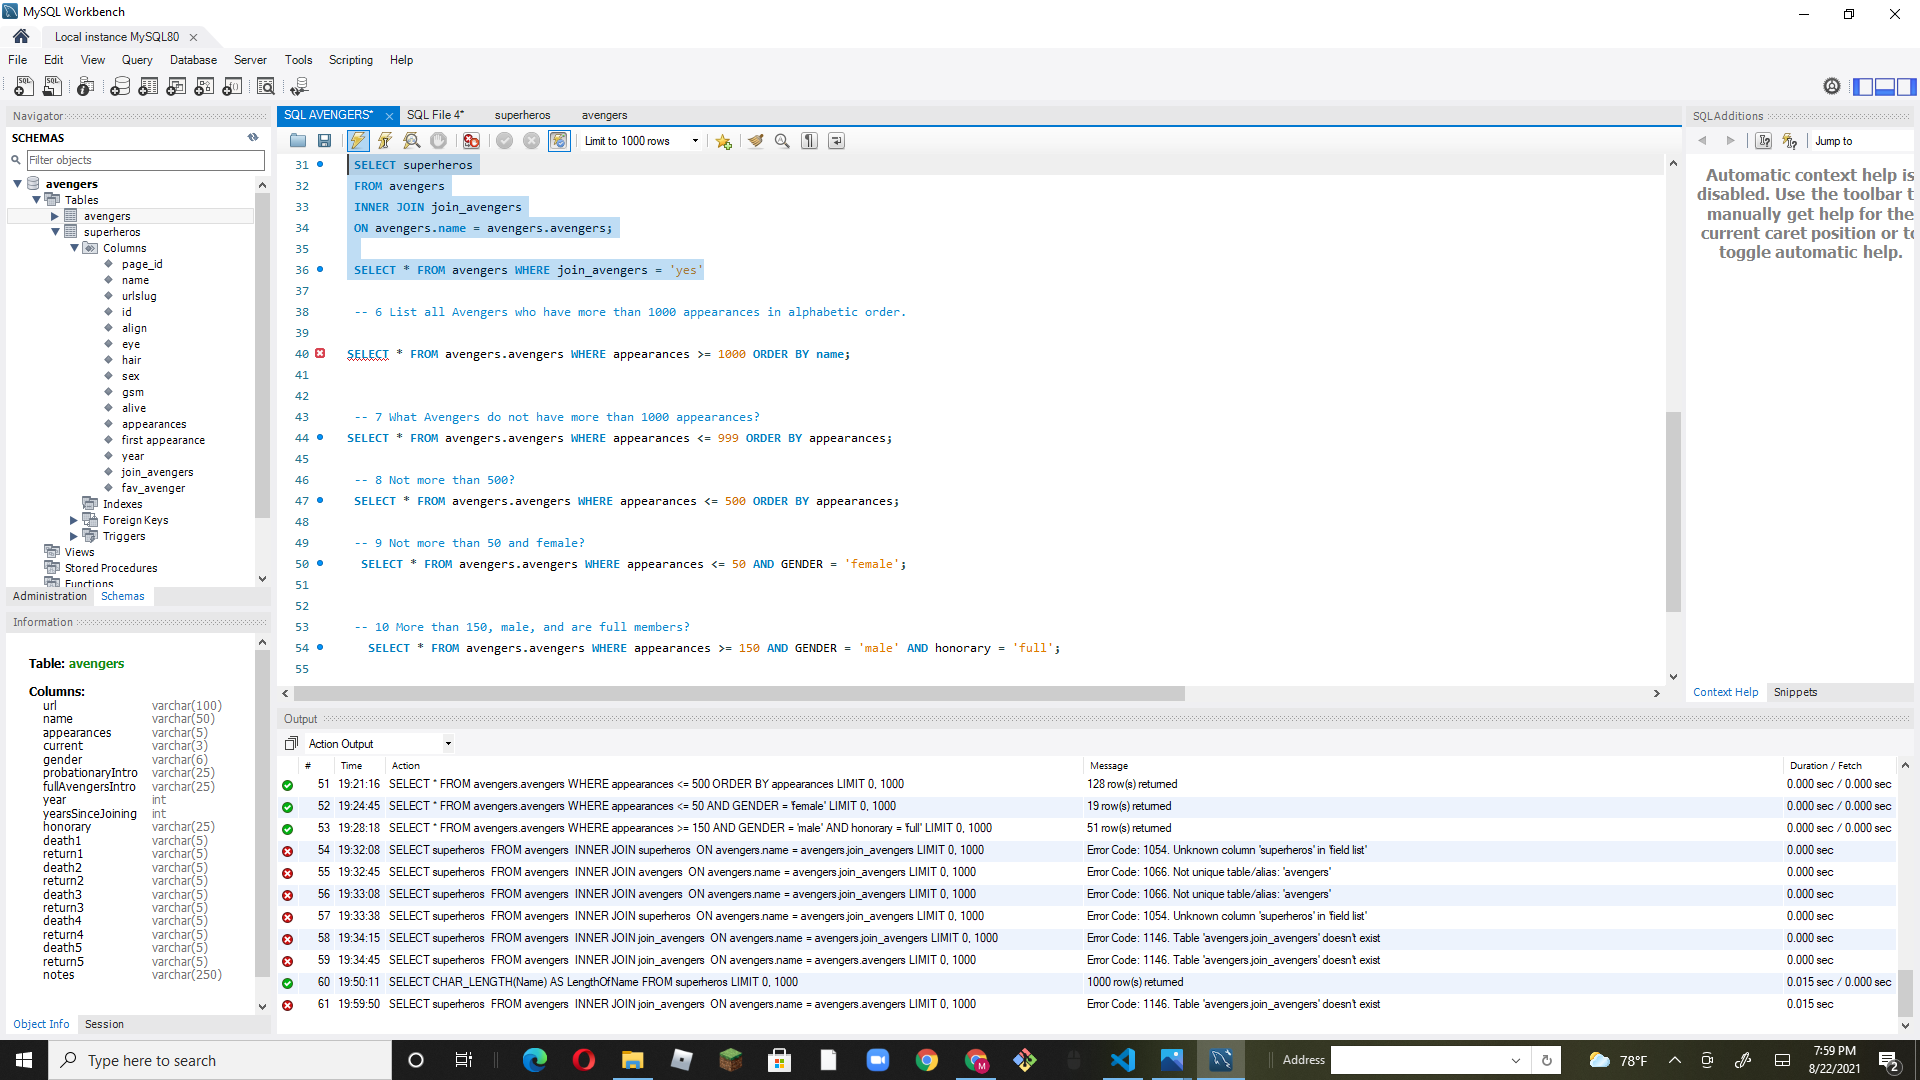 MySQL Workbench
Local instance MySQL80
File Edit View Query Database Server Tools Scripting Help
Navigator
SCHEMAS
Filter objects
avengers
Tables
avengers
superheros
Columns
page_id
name
urlslug
id
align
eye
hair
sex
gsm
alive
appearances
first appearance
year
join_avengers
fav_avenger
Indexes
Foreign Keys
Triggers
Views
Stored Procedures
Functions
Administration Schemas
Information
Table: avengers
Columns:
url varchar(100)
name varchar(50)
appearances varchar(5)
current varchar(3)
gender varchar(6)
probationaryIntro varchar(25)
fullAvengersIntro varchar(25)
year int
yearsSinceJoining int
honorary varchar(25)
death1 varchar(5)
return1 varchar(5)
death2 varchar(5)
return2 varchar(5)
death3 varchar(5)
return3 varchar(5)
death4 varchar(5)
return4 varchar(5)
death5 varchar(5)
return5 varchar(5)
notes varchar(250)
Object Info Session
SQL AVENGERS* SQL File 4* superheros avengers
Limit to 1000 rows
31 SELECT superheros
32 FROM avengers
33 INNER JOIN join_avengers
34 ON avengers.name = avengers.avengers;
35
36 SELECT * FROM avengers WHERE join_avengers = 'yes'
37
38 -- 6 List all Avengers who have more than 1000 appearances in alphabetic order.
39
40 SELECT * FROM avengers.avengers WHERE appearances >= 1000 ORDER BY name;
41
42
43 -- 7 What Avengers do not have more than 1000 appearances?
44 SELECT * FROM avengers.avengers WHERE appearances <= 999 ORDER BY appearances;
45
46 -- 8 Not more than 500?
47 SELECT * FROM avengers.avengers WHERE appearances <= 500 ORDER BY appearances;
48
49 -- 9 Not more than 50 and female?
50 SELECT * FROM avengers.avengers WHERE appearances <= 50 AND GENDER = 'female';
51
52
53 -- 10 More than 150, male, and are full members?
54 SELECT * FROM avengers.avengers WHERE appearances >= 150 AND GENDER = 'male' AND honorary = 'full';
55
SQLAdditions
Jump to
Automatic context help is
disabled. Use the toolbar t
manually get help for the
current caret position or to
toggle automatic help.
Context Help Snippets
Output
Action Output
# Time Action Message Duration / Fetch
51 19:21:16 SELECT * FROM avengers.avengers WHERE appearances <= 500 ORDER BY appearances LIMIT 0, 1000 128 row(s) returned 0.000 sec / 0.000 sec
52 19:24:45 SELECT * FROM avengers.avengers WHERE appearances <= 50 AND GENDER = 'female' LIMIT 0, 1000 19 row(s) returned 0.000 sec / 0.000 sec
53 19:28:18 SELECT * FROM avengers.avengers WHERE appearances >= 150 AND GENDER = 'male' AND honorary = 'full' LIMIT 0, 1000 51 row(s) returned 0.000 sec / 0.000 sec
54 19:32:08 SELECT superheros FROM avengers INNER JOIN superheros ON avengers.name = avengers.join_avengers LIMIT 0, 1000 Error Code: 1054. Unknown column 'superheros' in 'field list' 0.000 sec
55 19:32:45 SELECT superheros FROM avengers INNER JOIN avengers ON avengers.name = avengers.join_avengers LIMIT 0, 1000 Error Code: 1066. Not unique table/alias: 'avengers' 0.000 sec
56 19:33:08 SELECT superheros FROM avengers INNER JOIN avengers ON avengers.name = avengers.join_avengers LIMIT 0, 1000 Error Code: 1066. Not unique table/alias: 'avengers' 0.000 sec
57 19:33:38 SELECT superheros FROM avengers INNER JOIN superheros ON avengers.name = avengers.join_avengers LIMIT 0, 1000 Error Code: 1054. Unknown column 'superheros' in 'field list' 0.000 sec
58 19:34:15 SELECT superheros FROM avengers INNER JOIN join_avengers ON avengers.name = avengers.join_avengers LIMIT 0, 1000 Error Code: 1146. Table 'avengers.join_avengers' doesn't exist 0.000 sec
59 19:34:45 SELECT superheros FROM avengers INNER JOIN join_avengers ON avengers.name = avengers.avengers LIMIT 0, 1000 Error Code: 1146. Table 'avengers.join_avengers' doesn't exist 0.000 sec
60 19:50:11 SELECT CHAR_LENGTH(Name) AS LengthOfName FROM superheros LIMIT 0, 1000 1000 row(s) returned 0.015 sec / 0.000 sec
61 19:59:50 SELECT superheros FROM avengers INNER JOIN join_avengers ON avengers.name = avengers.avengers LIMIT 0, 1000 Error Code: 1146. Table 'avengers.join_avengers' doesn't exist 0.015 sec
Type here to search
Address
78°F
7:59 PM
8/22/2021
2